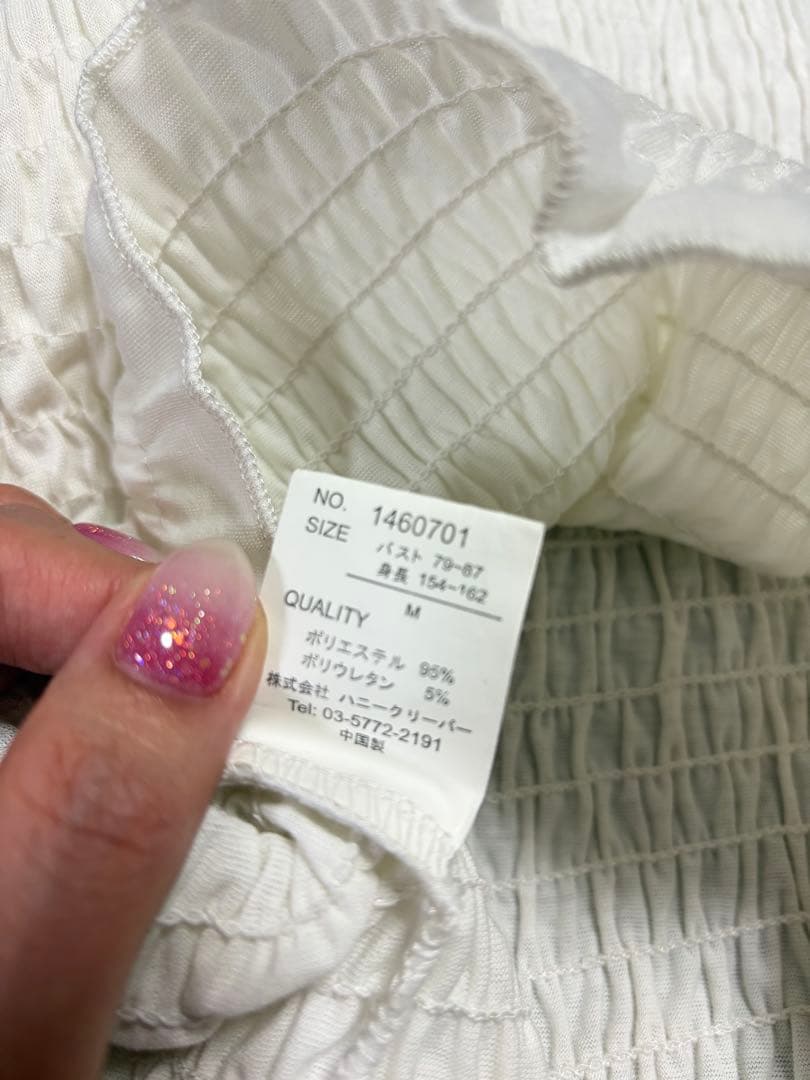 NO. 1460701
SIZE バスト 79-87
身長 154-162
M
QUALITY
ポリエステル 95%
ポリウレタン 5%
株式会社 ハニークリーパー
Tel: 03-5772-2191
中国製